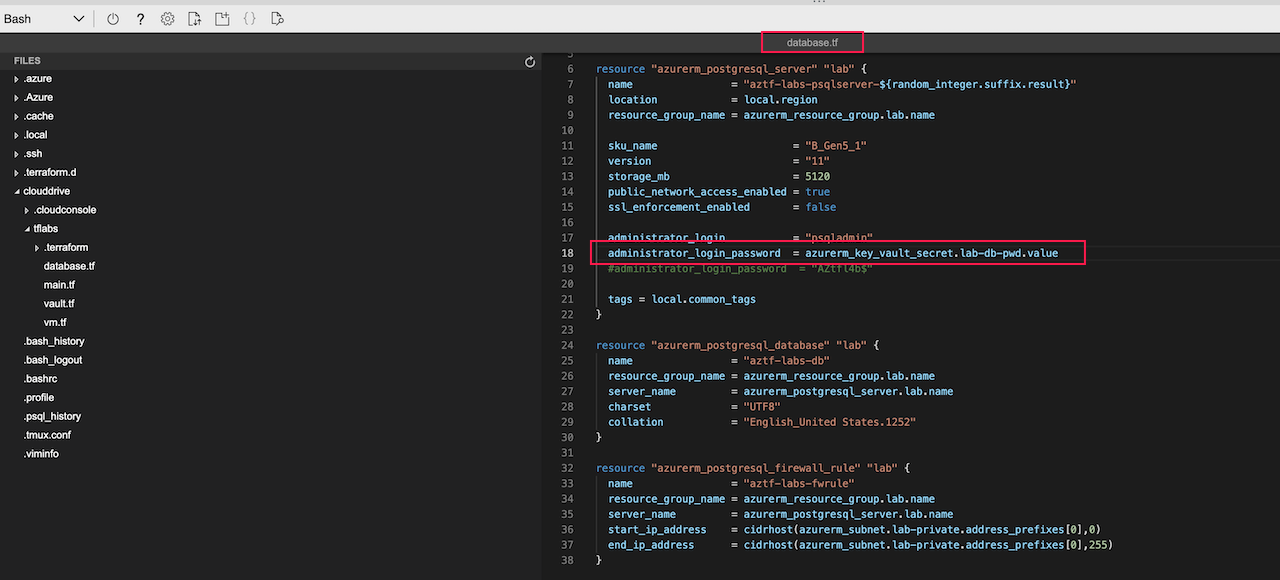 Bash
?
{}
database.tf
FILES
.azure
.Azure
.cache
.local
.ssh
.terraform.d
clouddrive
.cloudconsole
tflabs
.terraform
database.tf
main.tf
vault.tf
vm.tf
.bash_history
.bash_logout
.bashrc
.profile
.psql_history
.tmux.conf
.viminfo
5
6 resource "azurerm_postgresql_server" "lab" {
7 name = "aztf-labs-psqlserver-${random_integer.suffix.result}"
8 location = local.region
9 resource_group_name = azurerm_resource_group.lab.name
10
11 sku_name = "B_Gen5_1"
12 version = "11"
13 storage_mb = 5120
14 public_network_access_enabled = true
15 ssl_enforcement_enabled = false
16
17 administrator_login = "psqladmin"
18 administrator_login_password = azurerm_key_vault_secret.lab-db-pwd.value
19 #administrator_login_password = "AZtfl4b$"
20
21 tags = local.common_tags
22 }
23
24 resource "azurerm_postgresql_database" "lab" {
25 name = "aztf-labs-db"
26 resource_group_name = azurerm_resource_group.lab.name
27 server_name = azurerm_postgresql_server.lab.name
28 charset = "UTF8"
29 collation = "English_United States.1252"
30 }
31
32 resource "azurerm_postgresql_firewall_rule" "lab" {
33 name = "aztf-labs-fwrule"
34 resource_group_name = azurerm_resource_group.lab.name
35 server_name = azurerm_postgresql_server.lab.name
36 start_ip_address = cidrhost(azurerm_subnet.lab-private.address_prefixes[0],0)
37 end_ip_address = cidrhost(azurerm_subnet.lab-private.address_prefixes[0],255)
38 }